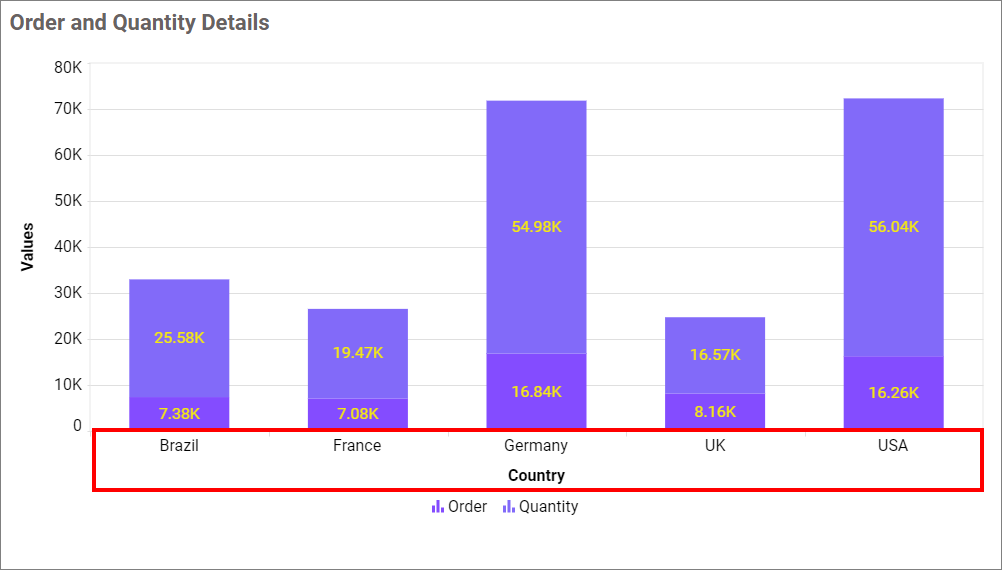 Order and Quantity Details
80K
70K
60K
50K
40K
30K
20K
10K
0
Values
54.98K
56.04K
25.58K
19.47K
16.57K
7.38K
7.08K
16.84K
8.16K
16.26K
Brazil France Germany UK USA
Country
Order Quantity